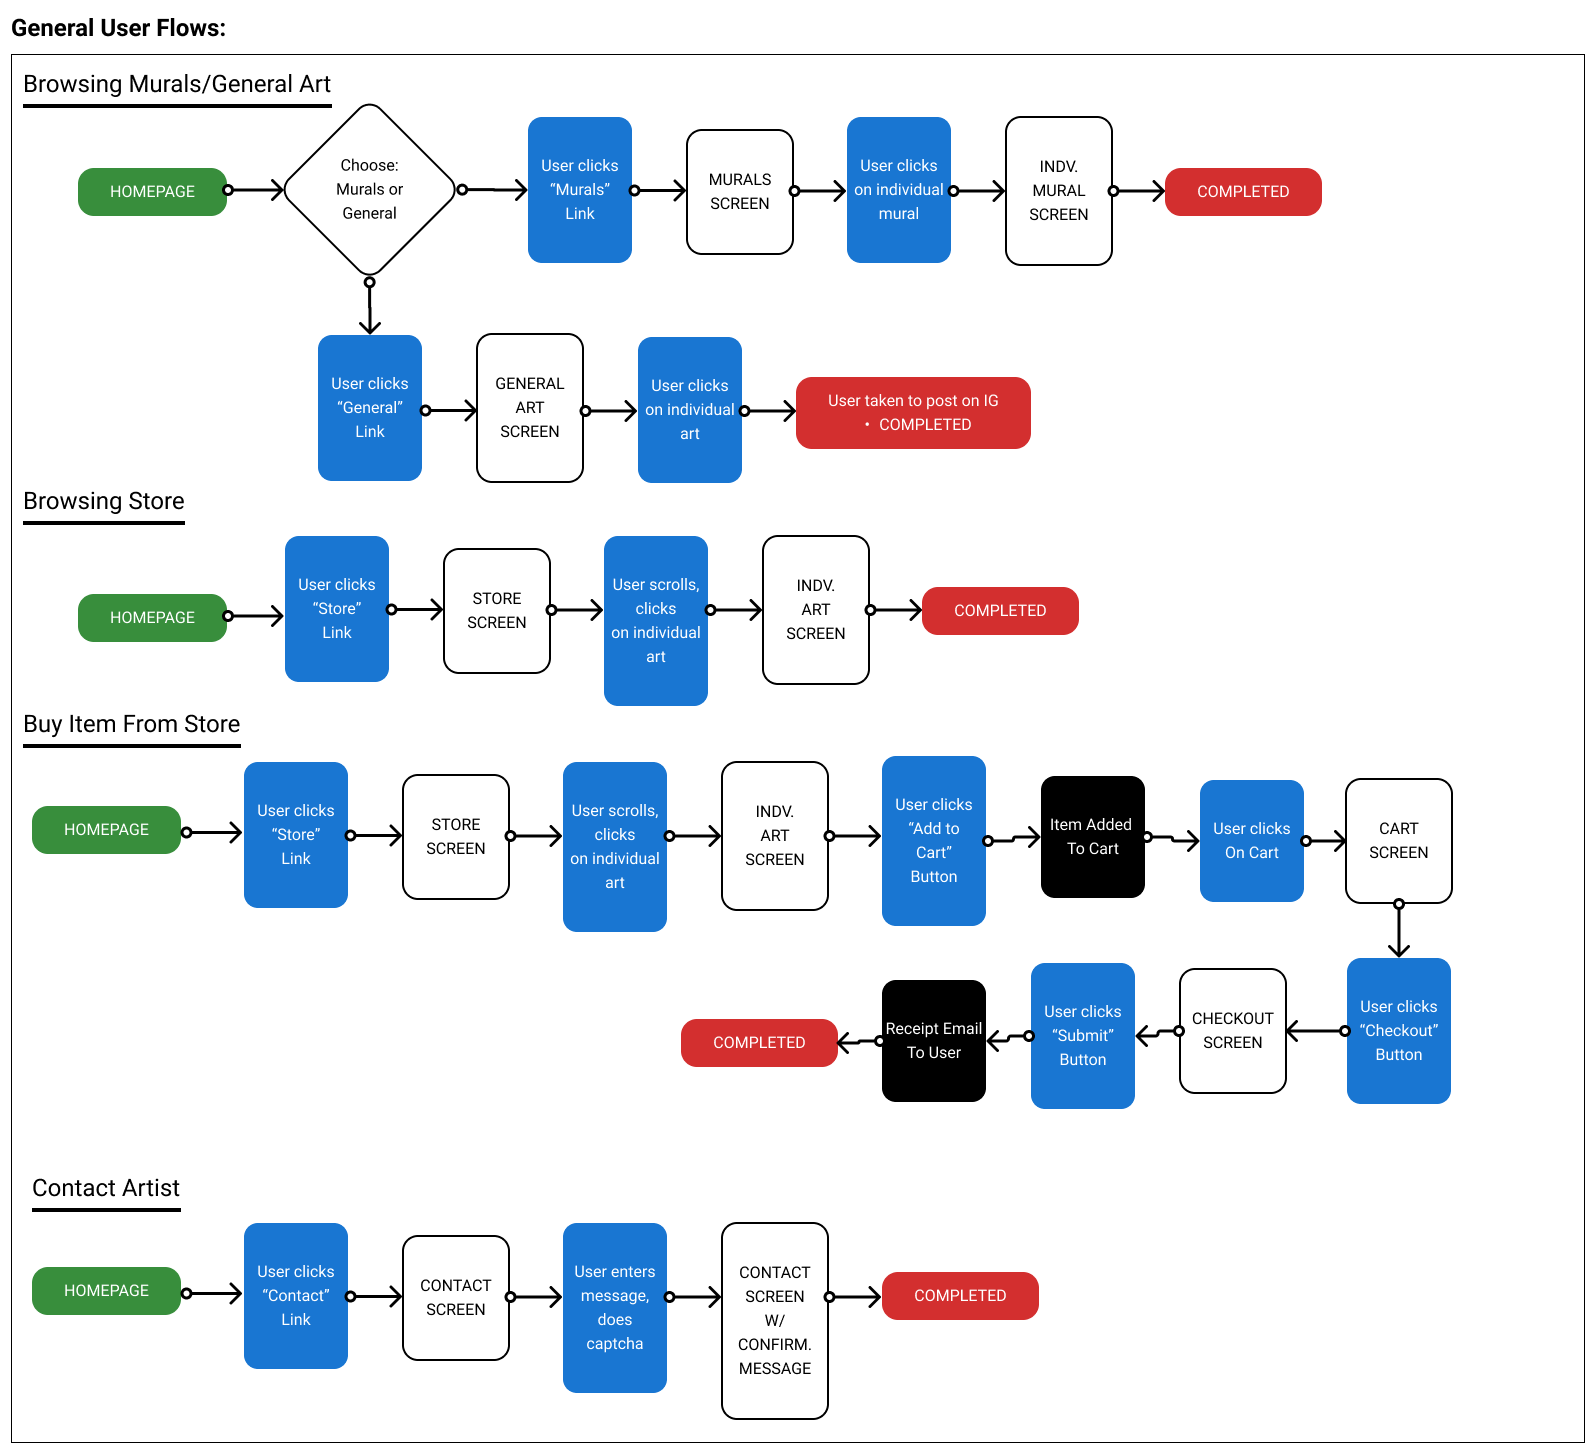 General User Flows:
Browsing Murals/General Art
HOMEPAGE
Choose:
Murals or
General
User clicks
“Murals”
Link
MURALS
SCREEN
User clicks
on individual
mural
INDV.
MURAL
SCREEN
COMPLETED
User clicks
“General”
Link
GENERAL
ART
SCREEN
User clicks
on individual
art
User taken to post on IG
• COMPLETED
Browsing Store
HOMEPAGE
User clicks
“Store”
Link
STORE
SCREEN
User scrolls,
clicks
on individual
art
INDV.
ART
SCREEN
COMPLETED
Buy Item From Store
HOMEPAGE
User clicks
“Store”
Link
STORE
SCREEN
User scrolls,
clicks
on individual
art
INDV.
ART
SCREEN
User clicks
“Add to
Cart”
Button
Item Added
To Cart
User clicks
On Cart
CART
SCREEN
User clicks
“Checkout”
Button
CHECKOUT
SCREEN
User clicks
“Submit”
Button
Receipt Email
To User
COMPLETED
Contact Artist
HOMEPAGE
User clicks
“Contact”
Link
CONTACT
SCREEN
User enters
message,
does
captcha
CONTACT
SCREEN
W/
CONFIRM.
MESSAGE
COMPLETED